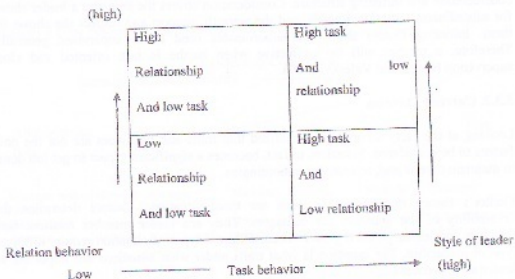 (high)
High
Relationship
And low task
High task
And low
relationship
Low
Relationship
And low task
High task
And
Low relationship
Relation behavior
Style of leader
Low
Task behavior
(high)